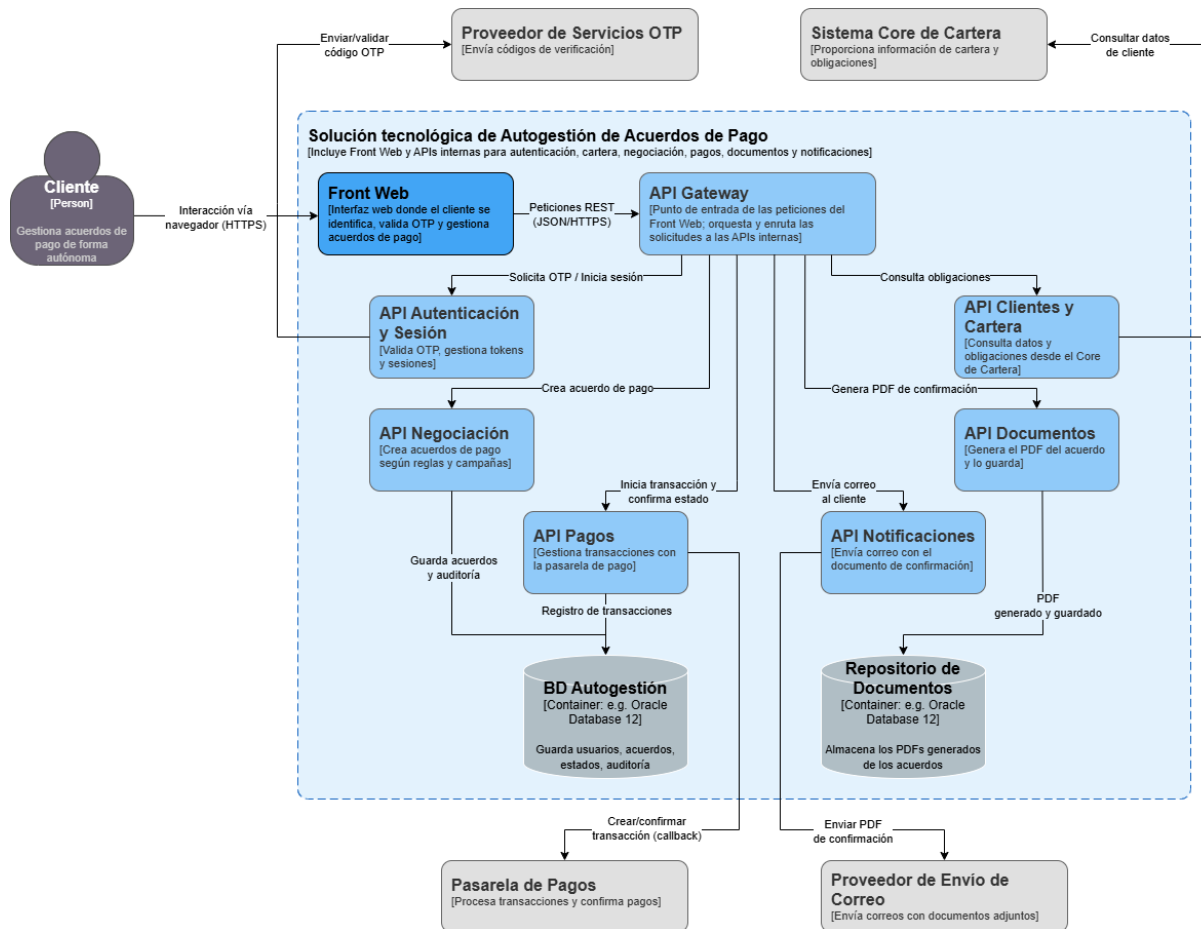 Enviar/validar
código OTP
Proveedor de Servicios OTP
[Envía códigos de verificación]
Sistema Core de Cartera
[Proporciona información de cartera y
obligaciones]
Consultar datos
de cliente
Solución tecnológica de Autogestión de Acuerdos de Pago
[Incluye Front Web y APIs internas para autenticación, cartera, negociación, pagos, documentos y notificaciones]
Cliente
[Person]
Gestiona acuerdos de
pago de forma
autónoma
Interacción vía
navegador (HTTPS)
Front Web
[Interfaz web donde el cliente se
identifica, valida OTP y gestiona
acuerdos de pago]
Peticiones REST
(JSON/HTTPS)
API Gateway
[Punto de entrada de las peticiones del
Front Web; orquesta y enruta las
solicitudes a las APIs internas]
Solicita OTP / Inicia sesión
Consulta obligaciones
API Autenticación
y Sesión
[Valida OTP, gestiona tokens
y sesiones]
API Clientes y
Cartera
[Consulta datos y
obligaciones desde el Core
de Cartera]
Crea acuerdo de pago
Genera PDF de confirmación
API Negociación
[Crea acuerdos de pago
según reglas y campañas]
API Documentos
[Genera el PDF del acuerdo
y lo guarda]
Inicia transacción y
confirma estado
Envía correo
al cliente
API Pagos
[Gestiona transacciones con
la pasarela de pago]
API Notificaciones
[Envía correo con el
documento de confirmación]
Guarda acuerdos
y auditoría
Registro de transacciones
PDF
generado y guardado
BD Autogestión
[Container: e.g. Oracle
Database 12]
Guarda usuarios, acuerdos,
estados, auditoría
Repositorio de
Documentos
[Container: e.g. Oracle
Database 12]
Almacena los PDFs generados
de los acuerdos
Crear/confirmar
transacción (callback)
Enviar PDF
de confirmación
Pasarela de Pagos
[Procesa transacciones y confirma pagos]
Proveedor de Envío de
Correo
[Envía correos con documentos adjuntos]